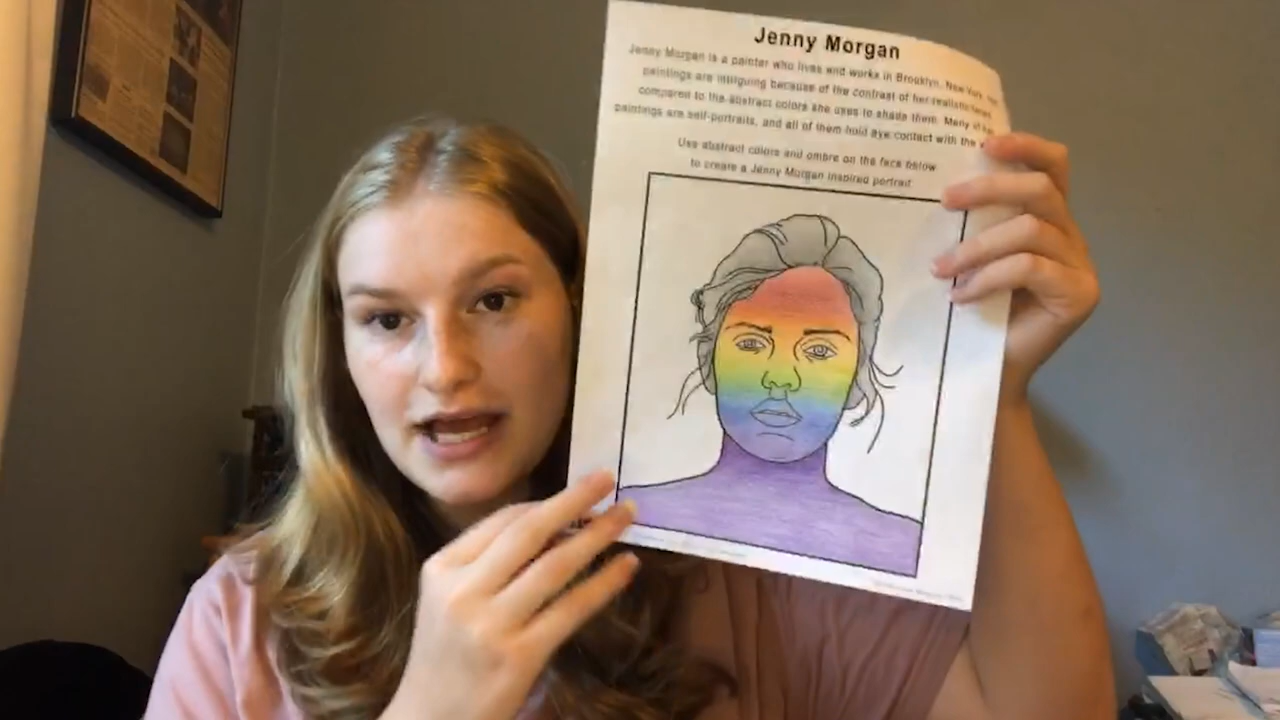 Jenny Morgan
Jenny Morgan is a painter who lives and works in Brooklyn, New York.
paintings are intriguing because of the contrast of her realistic
compared to the abstract colors she uses to shade them. Many of
paintings are self-portraits, and all of them hold eye contact with the
Use abstract colors and ombre on the face below
to create a Jenny Morgan inspired portrait